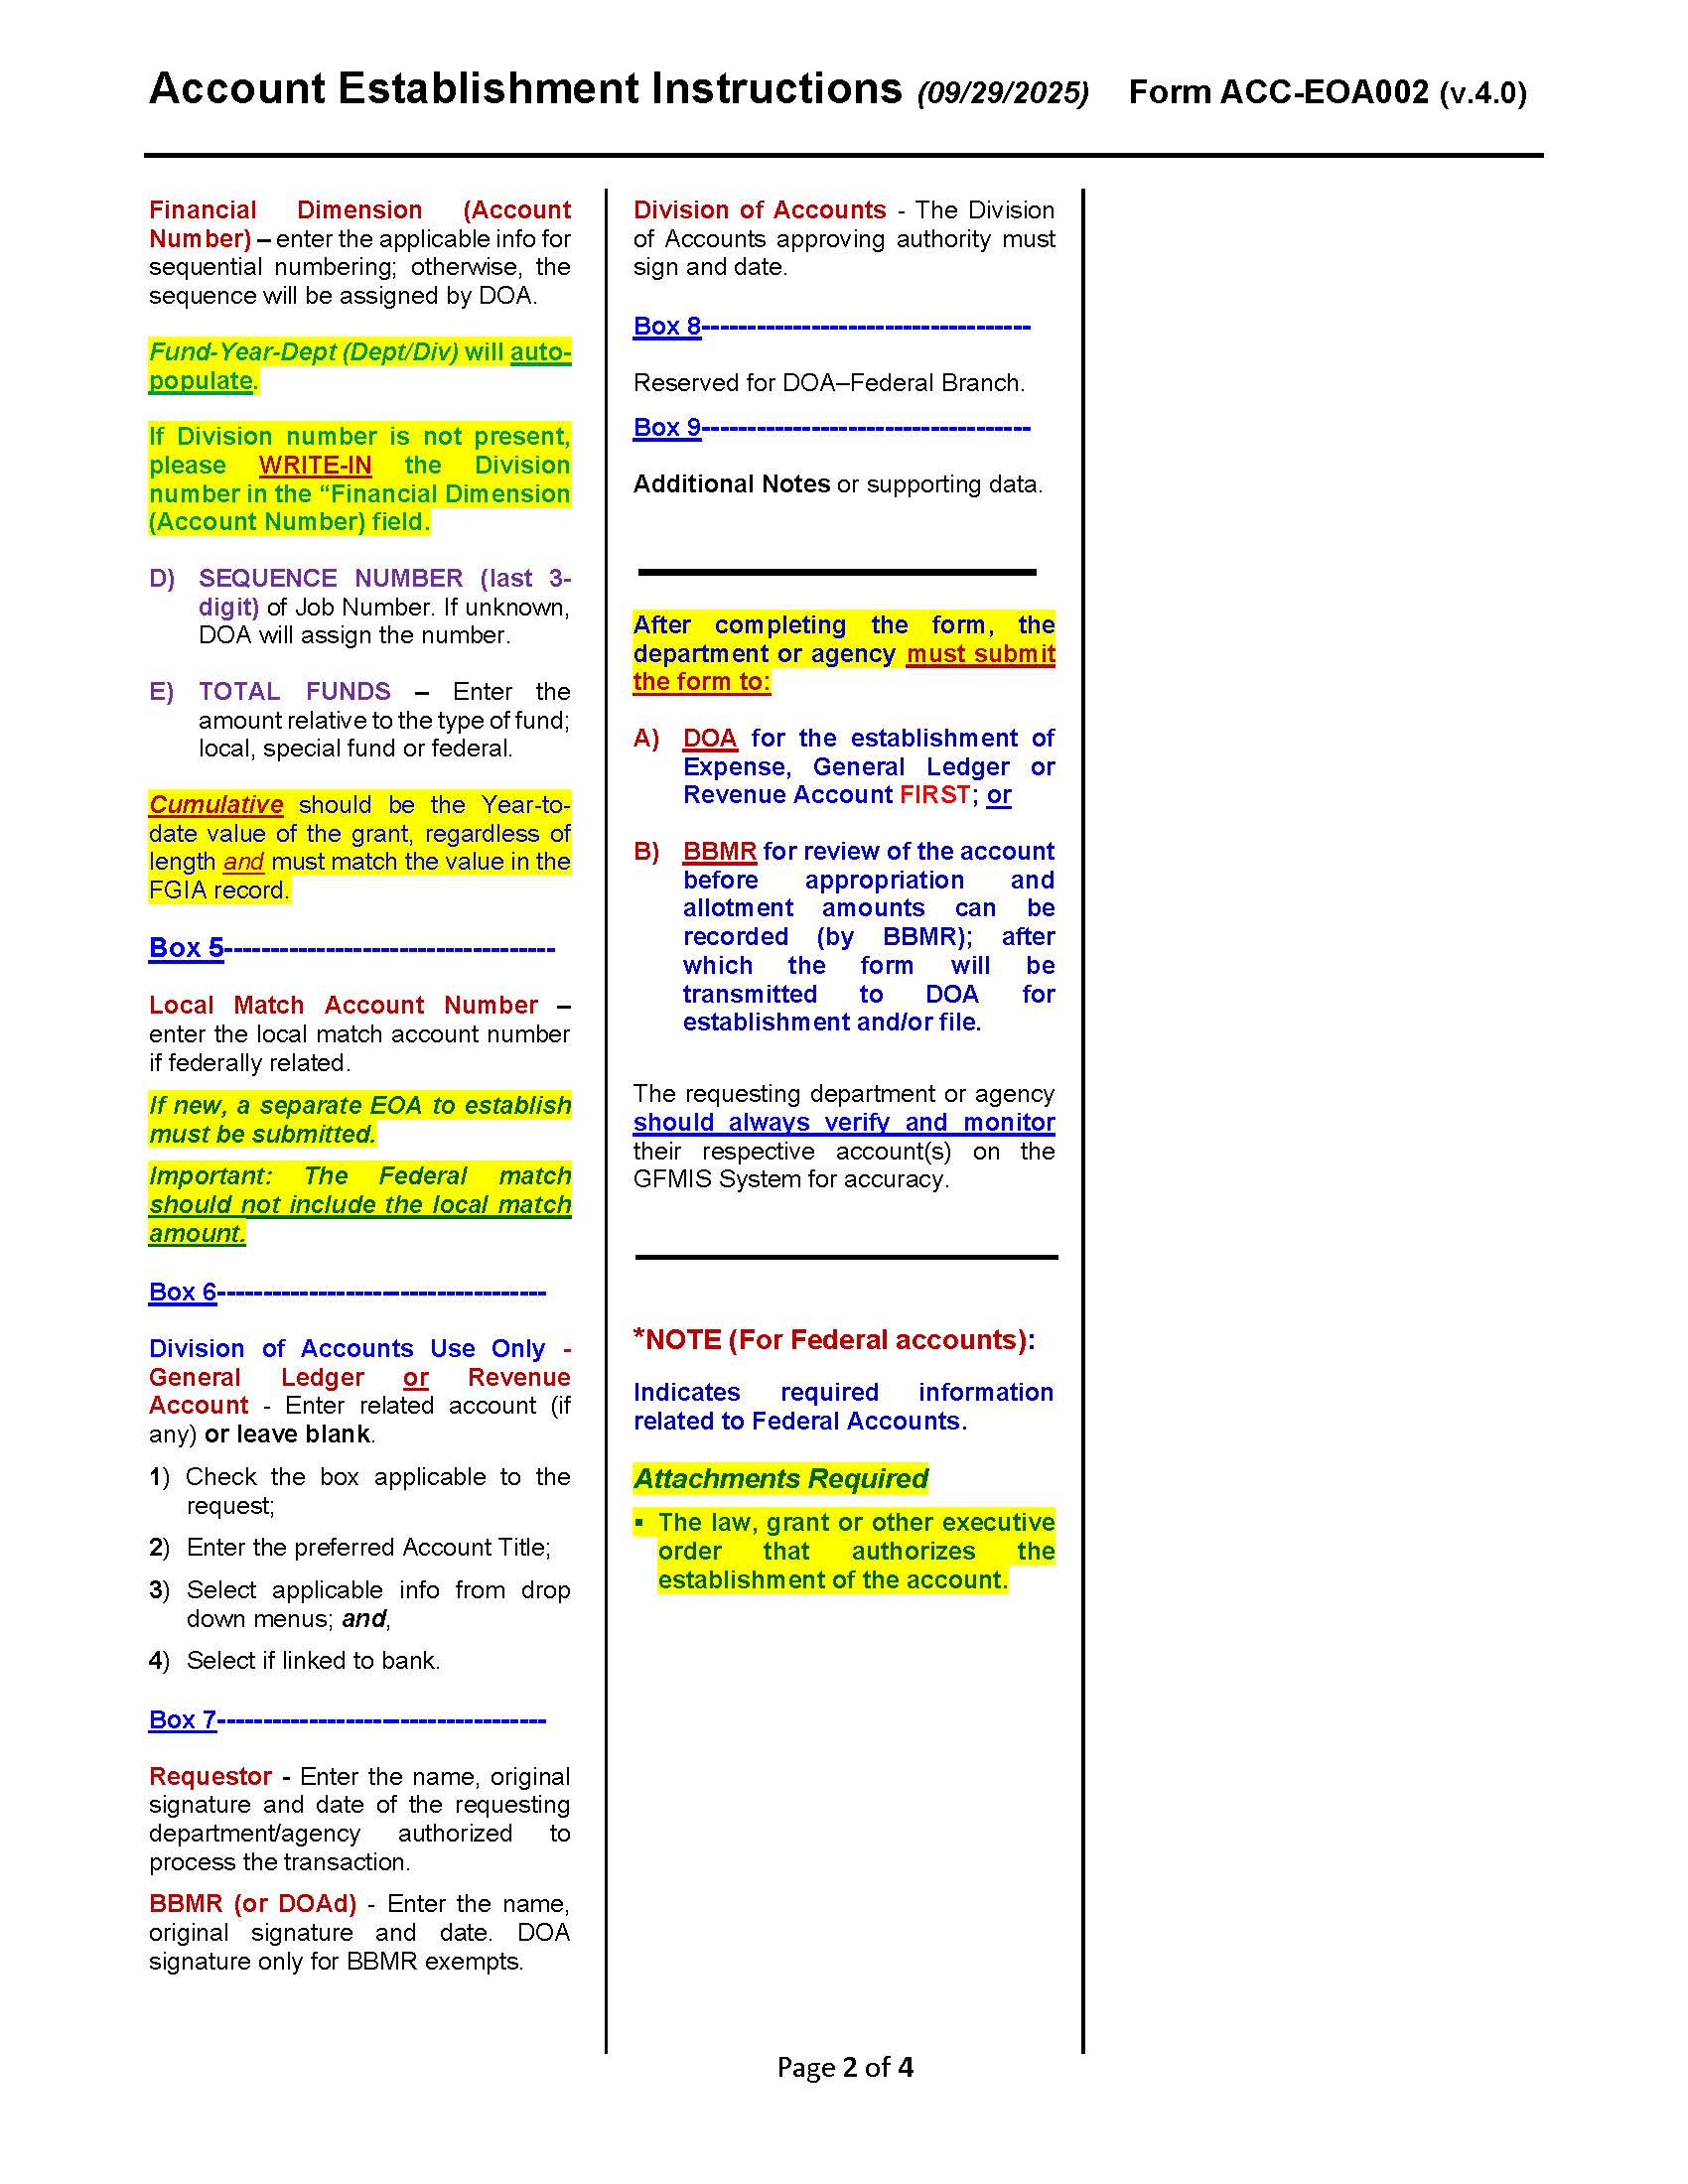 Account Establishment Instructions (09/29/2025) Form ACC-EOA002 (v.4.0)
Financial Dimension (Account
Number) – enter the applicable info for
sequential numbering; otherwise, the
sequence will be assigned by DOA.
Fund-Year-Dept (Dept/Div) will auto-
populate.
If Division number is not present,
please WRITE-IN the Division
number in the “Financial Dimension
(Account Number) field.
D) SEQUENCE NUMBER (last 3-
digit) of Job Number. If unknown,
DOA will assign the number.
E) TOTAL FUNDS – Enter the
amount relative to the type of fund;
local, special fund or federal.
Cumulative should be the Year-to-
date value of the grant, regardless of
length and must match the value in the
FGIA record.
Box 5------------------------------------
Local Match Account Number –
enter the local match account number
if federally related.
If new, a separate EOA to establish
must be submitted.
Important: The Federal match
should not include the local match
amount.
Box 6------------------------------------
Division of Accounts Use Only -
General Ledger or Revenue
Account - Enter related account (if
any) or leave blank.
1) Check the box applicable to the
request;
2) Enter the preferred Account Title;
3) Select applicable info from drop
down menus; and,
4) Select if linked to bank.
Box 7------------------------------------
Requestor - Enter the name, original
signature and date of the requesting
department/agency authorized to
process the transaction.
BBMR (or DOAd) - Enter the name,
original signature and date. DOA
signature only for BBMR exempts.
Division of Accounts - The Division
of Accounts approving authority must
sign and date.
Box 8------------------------------------
Reserved for DOA–Federal Branch.
Box 9------------------------------------
Additional Notes or supporting data.
After completing the form, the
department or agency must submit
the form to:
A) DOA for the establishment of
Expense, General Ledger or
Revenue Account FIRST; or
B) BBMR for review of the account
before appropriation and
allotment amounts can be
recorded (by BBMR); after
which the form will be
transmitted to DOA for
establishment and/or file.
The requesting department or agency
should always verify and monitor
their respective account(s) on the
GFMIS System for accuracy.
*NOTE (For Federal accounts):
Indicates required information
related to Federal Accounts.
Attachments Required
▪ The law, grant or other executive
order that authorizes the
establishment of the account.
Page 2 of 4